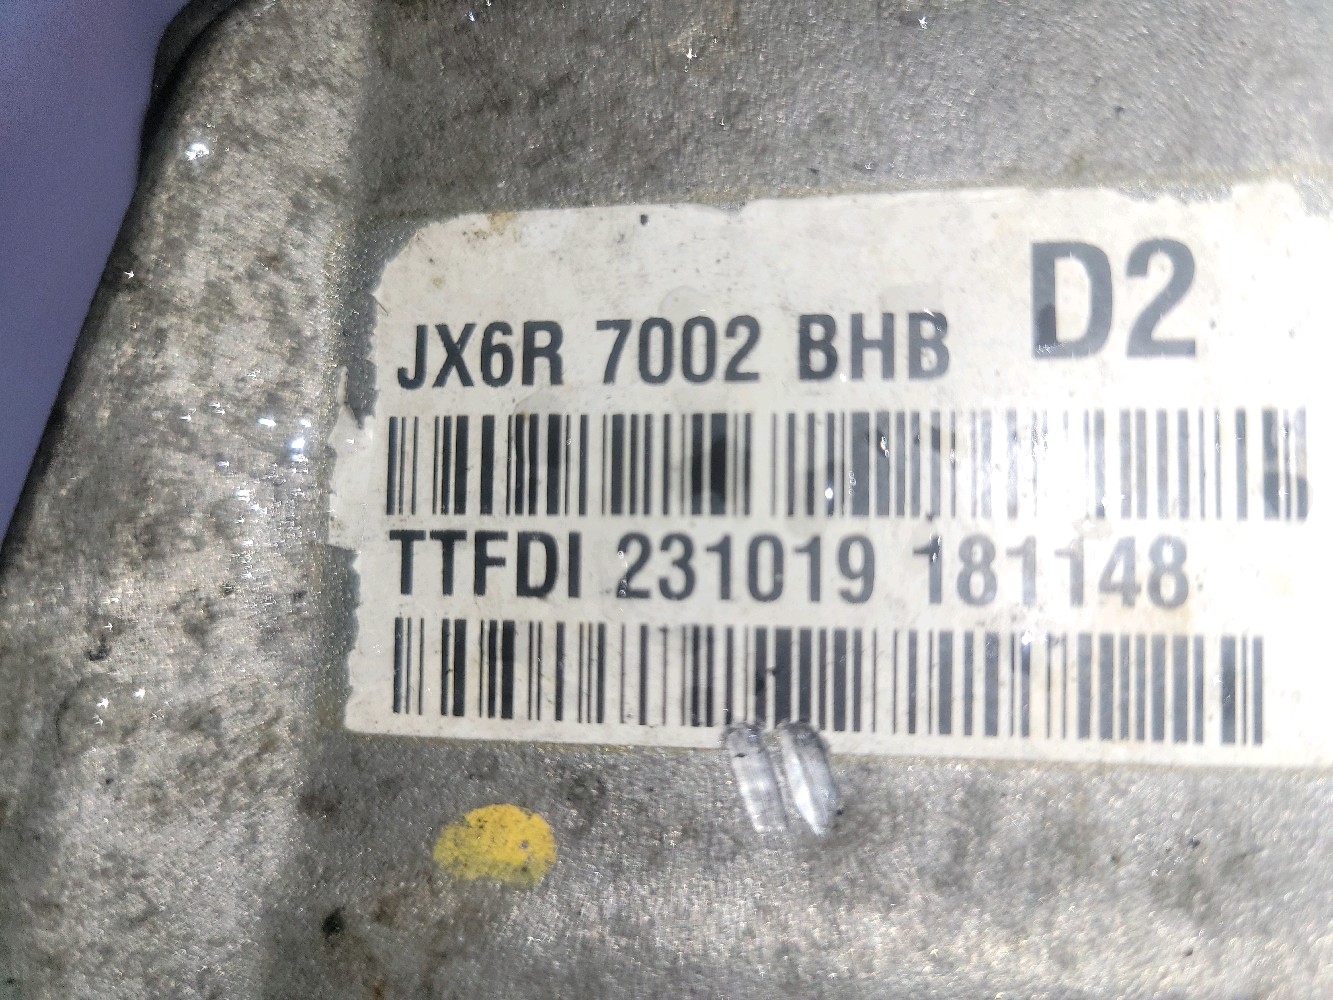 D2
JX6R 7002 BHB
TTFDI 231019 181148